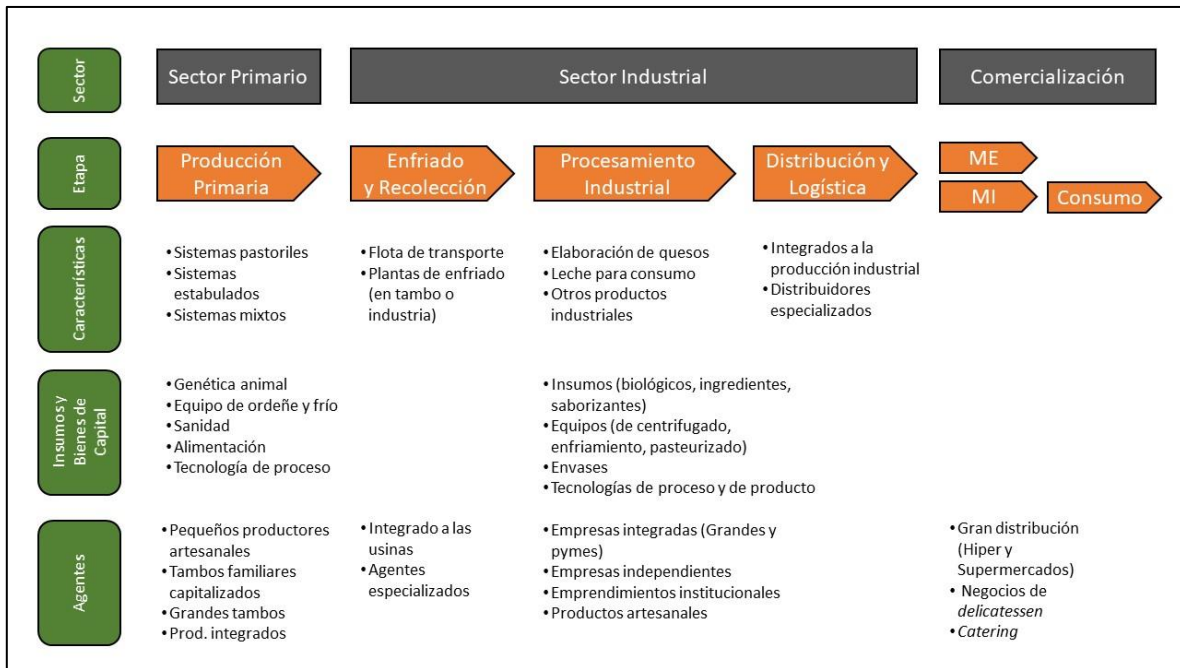 Sector
Sector Primario
Sector Industrial
Comercialización
Etapa
Producción
Primaria
Enfriado
y Recolección
Procesamiento
Industrial
Distribución y
Logística
ME
MI
Consumo
Características
• Sistemas pastoriles
• Sistemas
estabulados
• Sistemas mixtos
• Flota de transporte
• Plantas de enfriado
(en tambo o
industria)
• Elaboración de quesos
• Leche para consumo
• Otros productos
industriales
• Integrados a la
producción industrial
• Distribuidores
especializados
Insumos y
Bienes de
Capital
• Genética animal
• Equipo de ordeñe y frío
• Sanidad
• Alimentación
• Tecnología de proceso
• Insumos (biológicos, ingredientes,
saborizantes)
• Equipos (de centrifugado,
enfriamiento, pasteurizado)
• Envases
• Tecnologías de proceso y de producto
Agentes
• Pequeños productores
artesanales
• Tambos familiares
capitalizados
• Grandes tambos
• Prod. integrados
• Integrado a las
usinas
• Agentes
especializados
• Empresas integradas (Grandes y
pymes)
• Empresas independientes
• Emprendimientos institucionales
• Productos artesanales
• Gran distribución
(Hiper y
Supermercados)
• Negocios de
delicatessen
• Catering